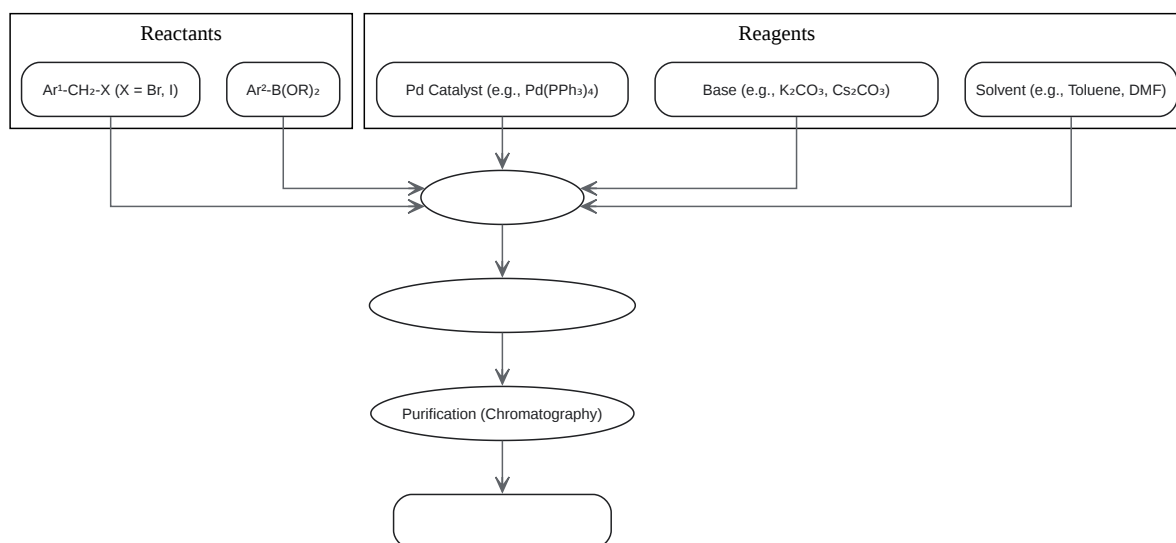 Reactants
Reagents
Ar¹-CH₂-X (X = Br, I)
Ar²-B(OR)₂
Pd Catalyst (e.g., Pd(PPh₃)₄)
Base (e.g., K₂CO₃, Cs₂CO₃)
Solvent (e.g., Toluene, DMF)
Purification (Chromatography)